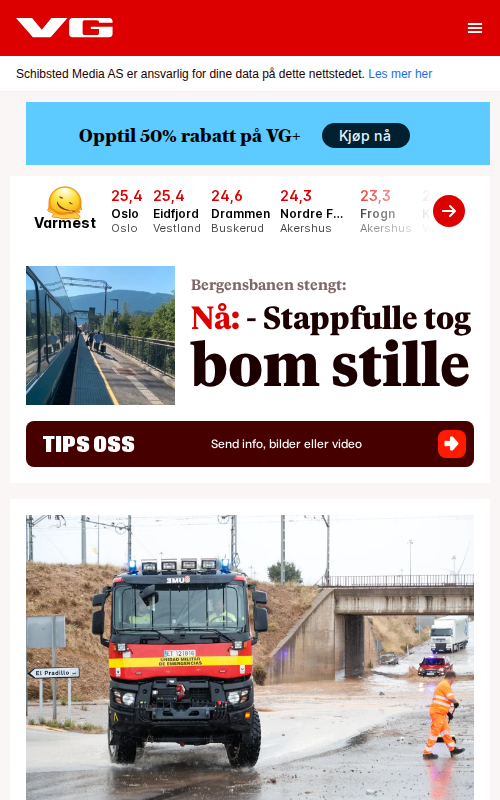 VG
Schibsted Media AS er ansvarlig for dine data på dette nettstedet. Les mer her
Opptil 50% rabatt på VG+
Kjøp nå
Varmest
25,4
Oslo
Oslo
25,4
Eidfjord
Vestland
24,6
Drammen
Buskerud
24,3
Nordre F...
Akershus
23,3
Frogn
Akershus
Bergensbanen stengt:
Nå: - Stappfulle tog
bom stille
TIPS OSS
Send info, bilder eller video
UME
ET 121816
UNIDAD MILITAR
DE EMERGENCIAS
El Pradillo